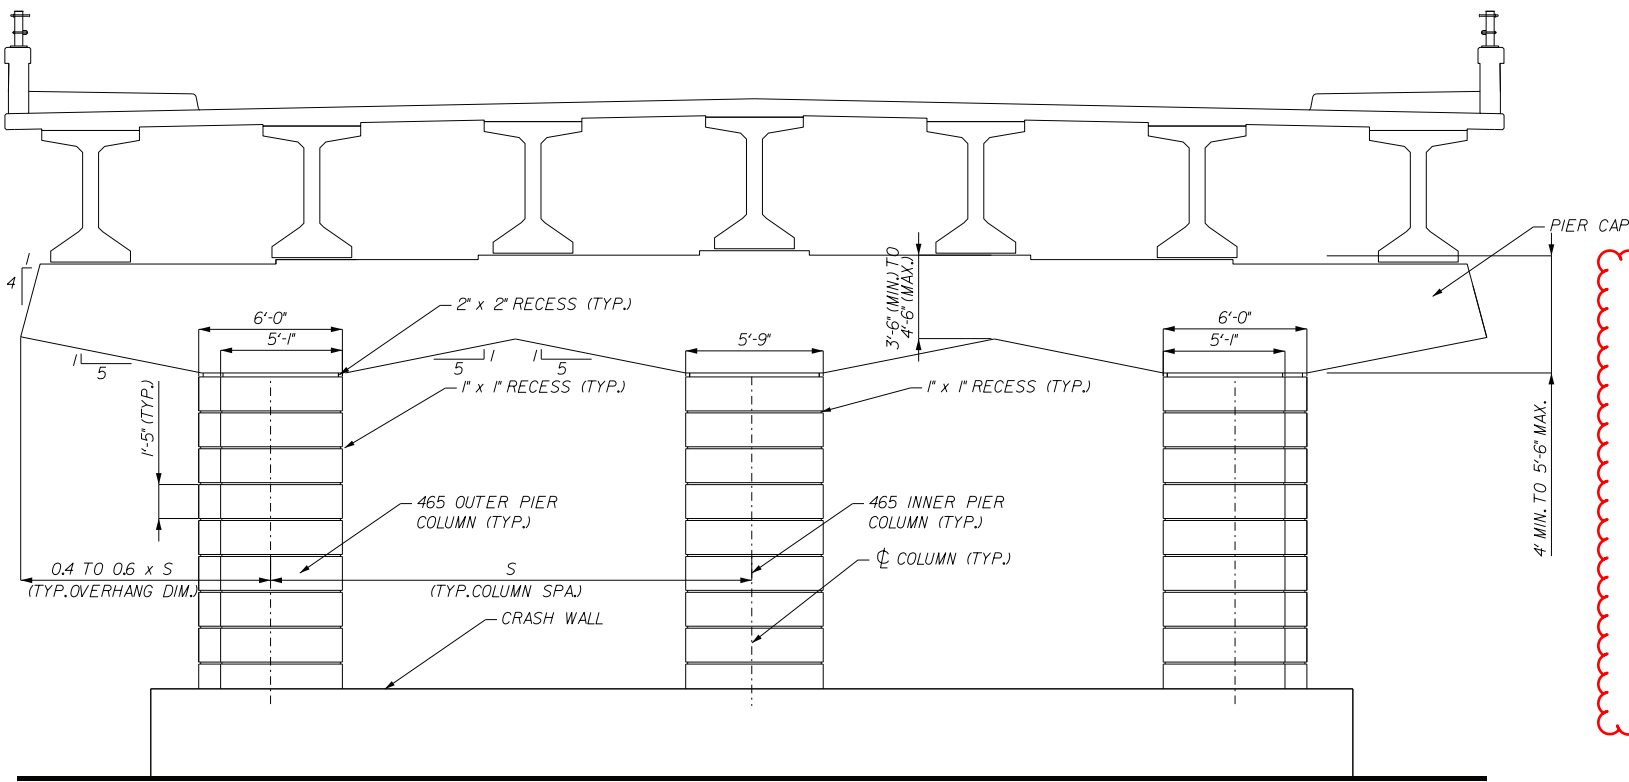 PIER CAP
1
4
3'-6" (MIN.) TO
4'-6" (MAX.)
2" x 2" RECESS (TYP.)
6'-0"
5'-1"
5'-9"
6'-0"
5'-1"
1
5
1
5
1
5
1" x 1" RECESS (TYP.)
1" x 1" RECESS (TYP.)
1'-5" (TYP.)
4' MIN. TO 5'-6" MAX.
465 OUTER PIER
COLUMN (TYP.)
465 INNER PIER
COLUMN (TYP.)
℄ COLUMN (TYP.)
0.4 TO 0.6 x S
(TYP.OVERHANG DIM.)
S
(TYP.COLUMN SPA.)
CRASH WALL